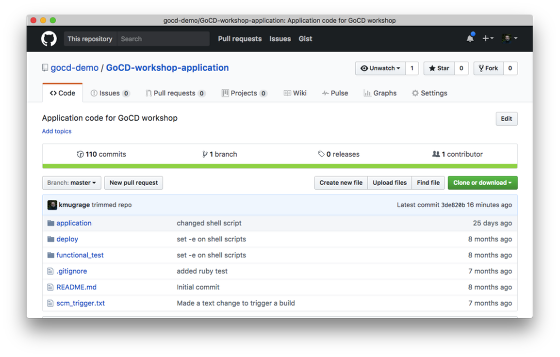 gocd-demo/GoCD-workshop-application: Application code for GoCD workshop
This repository Search Pull requests Issues Gist
gocd-demo / GoCD-workshop-application Unwatch 1 Star 0 Fork 0
Code Issues 0 Pull requests 0 Projects 0 Wiki Pulse Graphs Settings
Application code for GoCD workshop Edit
Add topics
110 commits 1 branch 0 releases 1 contributor
Branch: master New pull request Create new file Upload files Find file Clone or download
kmugrage trimmed repo Latest commit 3de820b 16 minutes ago
application changed shell script 25 days ago
deploy set -e on shell scripts 8 months ago
functional_test set -e on shell scripts 8 months ago
.gitignore added ruby test 7 months ago
README.md Initial commit 8 months ago
scm_trigger.txt Made a text change to trigger a build 7 months ago